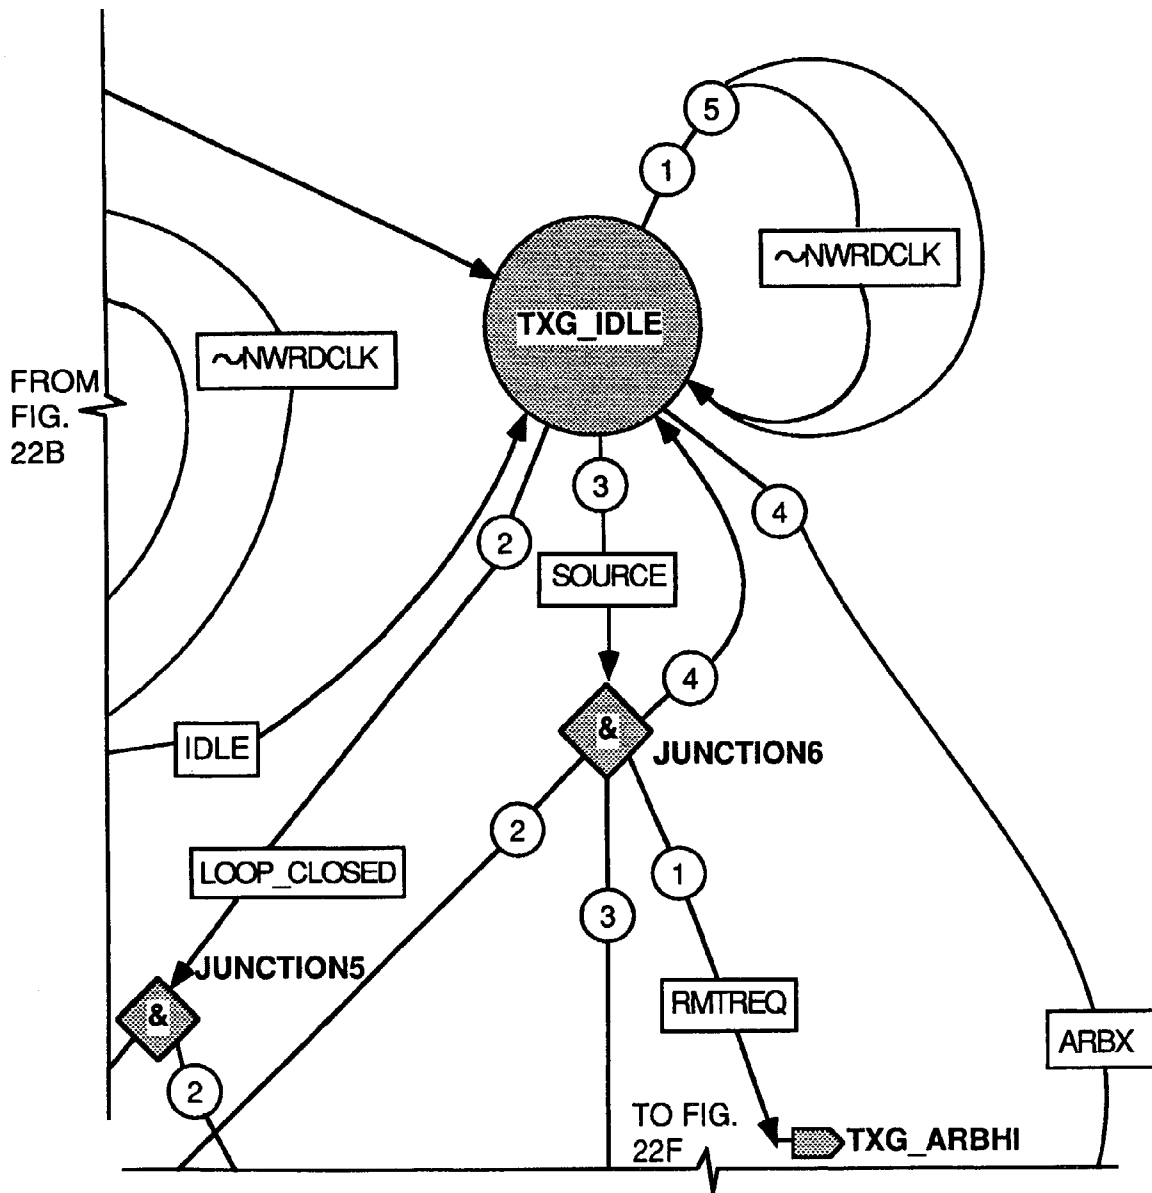 5
1
~NWRDCLK
TXG_IDLE
~NWRDCLK
FROM
FIG.
22B
3
4
2
SOURCE
4
&
JUNCTION6
IDLE
2
LOOP_CLOSED
1
3
JUNCTION5
RMTREQ
&
ARBX
2
TO FIG.
22F
TXG_ARBHI